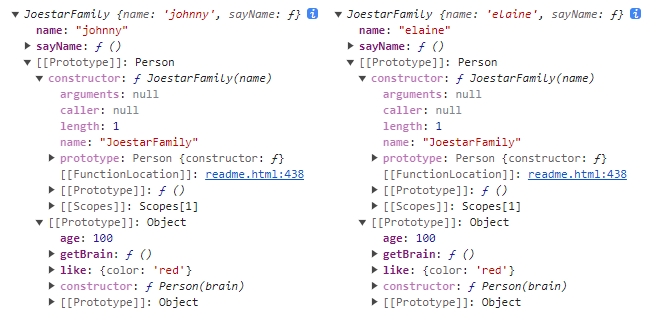 JoestarFamily {name: 'johnny', sayName: ƒ} i
name: "johnny"
sayName: ƒ ()
[[Prototype]]: Person
constructor: ƒ JoestarFamily(name)
arguments: null
caller: null
length: 1
name: "JoestarFamily"
prototype: Person {constructor: ƒ}
[[FunctionLocation]]: readme.html:438
[[Prototype]]: ƒ ()
[[Scopes]]: Scopes[1]
[[Prototype]]: Object
age: 100
getBrain: ƒ ()
like: {color: 'red'}
constructor: ƒ Person(brain)
[[Prototype]]: Object
JoestarFamily {name: 'elaine', sayName: ƒ} i
name: "elaine"
sayName: ƒ ()
[[Prototype]]: Person
constructor: ƒ JoestarFamily(name)
arguments: null
caller: null
length: 1
name: "JoestarFamily"
prototype: Person {constructor: ƒ}
[[FunctionLocation]]: readme.html:438
[[Prototype]]: ƒ ()
[[Scopes]]: Scopes[1]
[[Prototype]]: Object
age: 100
getBrain: ƒ ()
like: {color: 'red'}
constructor: ƒ Person(brain)
[[Prototype]]: Object